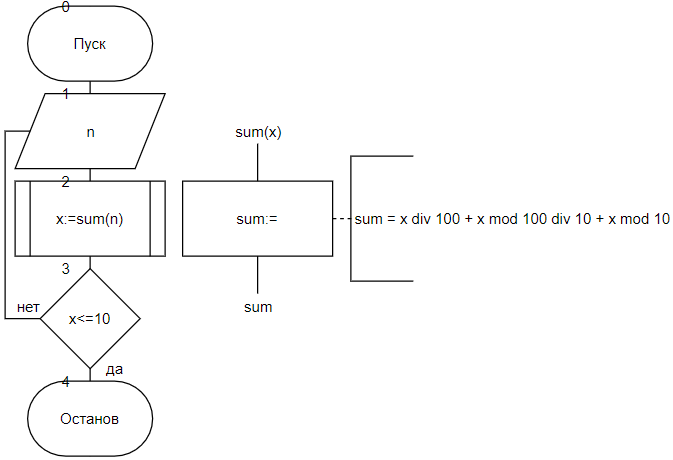 0
Пуск
1
n
2
x:=sum(n)
3
нет
x<=10
да
4
Останов
sum(x)
sum:=
sum = x div 100 + x mod 100 div 10 + x mod 10
sum